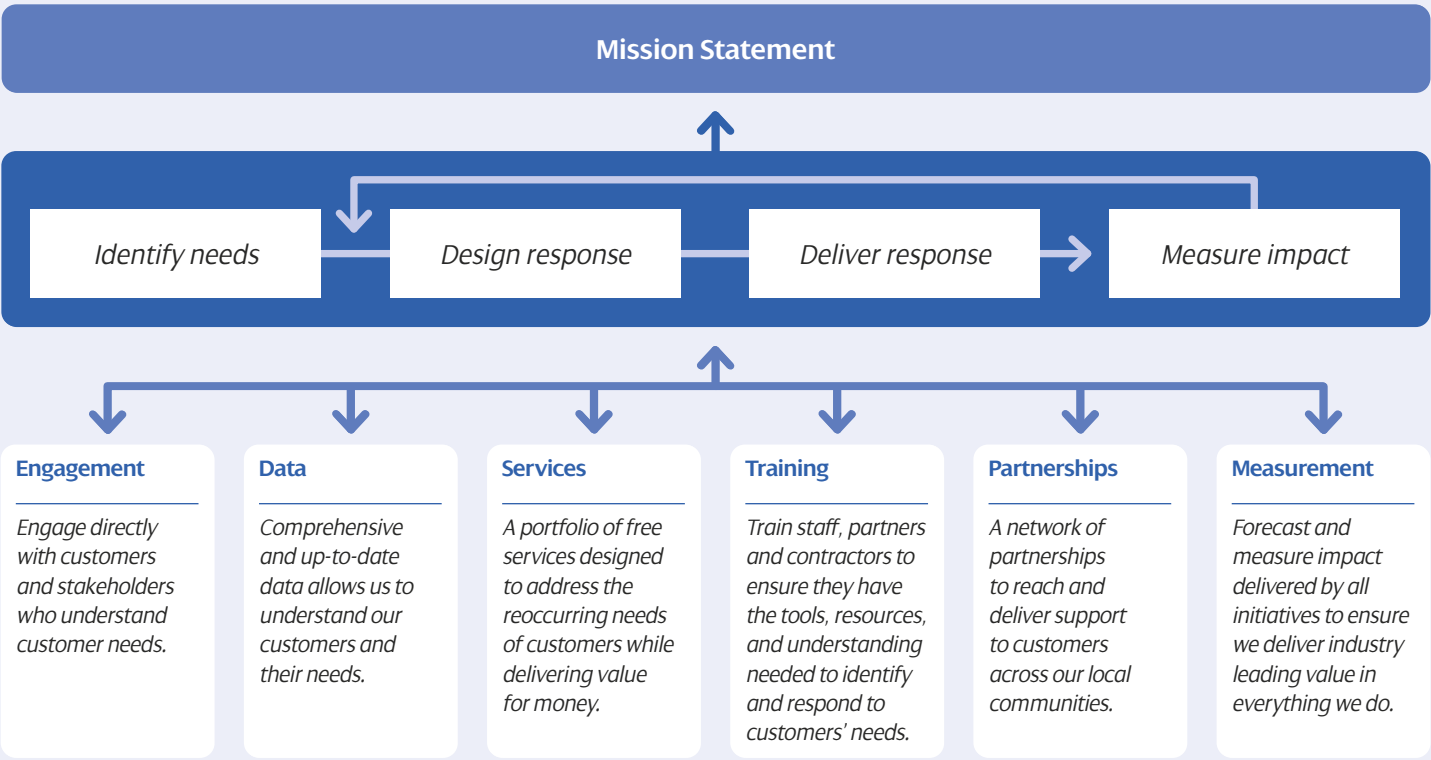 Mission Statement
Identify needs
Design response
Deliver response
Measure impact
Engagement
Engage directly
with customers
and stakeholders
who understand
customer needs.
Data
Comprehensive
and up-to-date
data allows us to
understand our
customers and
their needs.
Services
A portfolio of free
services designed
to address the
reoccurring needs
of customers while
delivering value
for money.
Training
Train staff, partners
and contractors to
ensure they have
the tools, resources,
and understanding
needed to identify
and respond to
customers' needs.
Partnerships
A network of
partnerships
to reach and
deliver support
to customers
across our local
communities.
Measurement
Forecast and
measure impact
delivered by all
initiatives to ensure
we deliver industry
leading value in
everything we do.